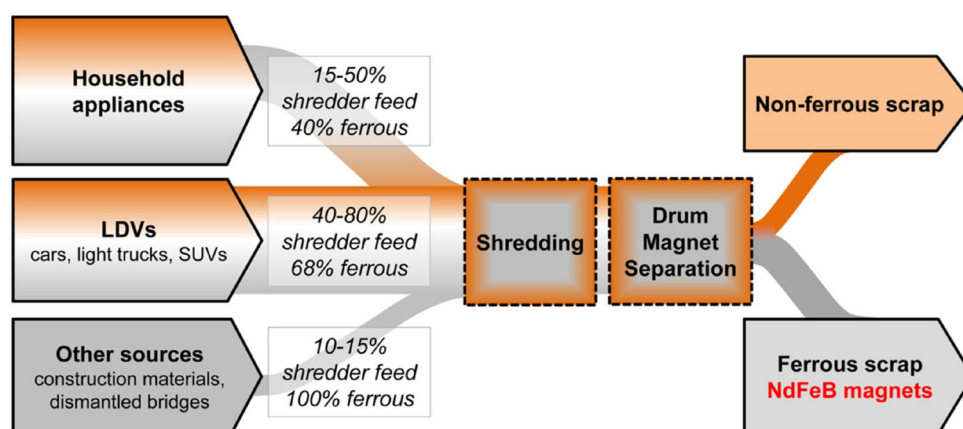 Household
appliances
15-50%
shredder feed
40% ferrous
LDVs
cars, light trucks, SUVs
40-80%
shredder feed
68% ferrous
Other sources
construction materials,
dismantled bridges
10-15%
shredder feed
100% ferrous
Shredding
Drum
Magnet
Separation
Non-ferrous scrap
Ferrous scrap
NdFeB magnets